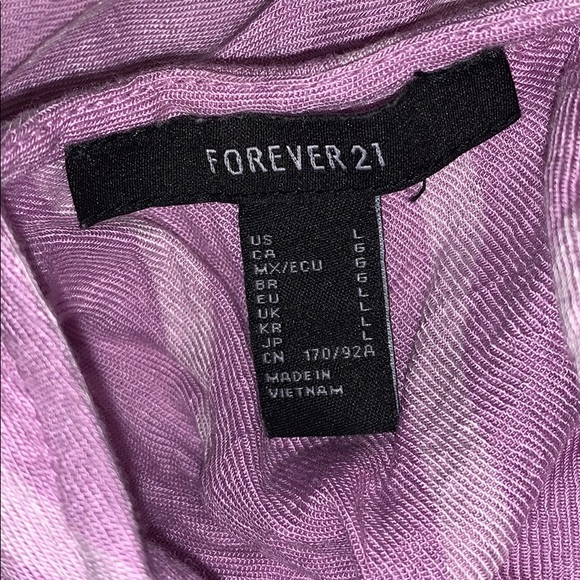 FOREVER 21
US L
CA G
MX/ECU G
BR G
EU L
UK L
KR L
JP L
CN 170/92A
MADE IN
VIETNAM